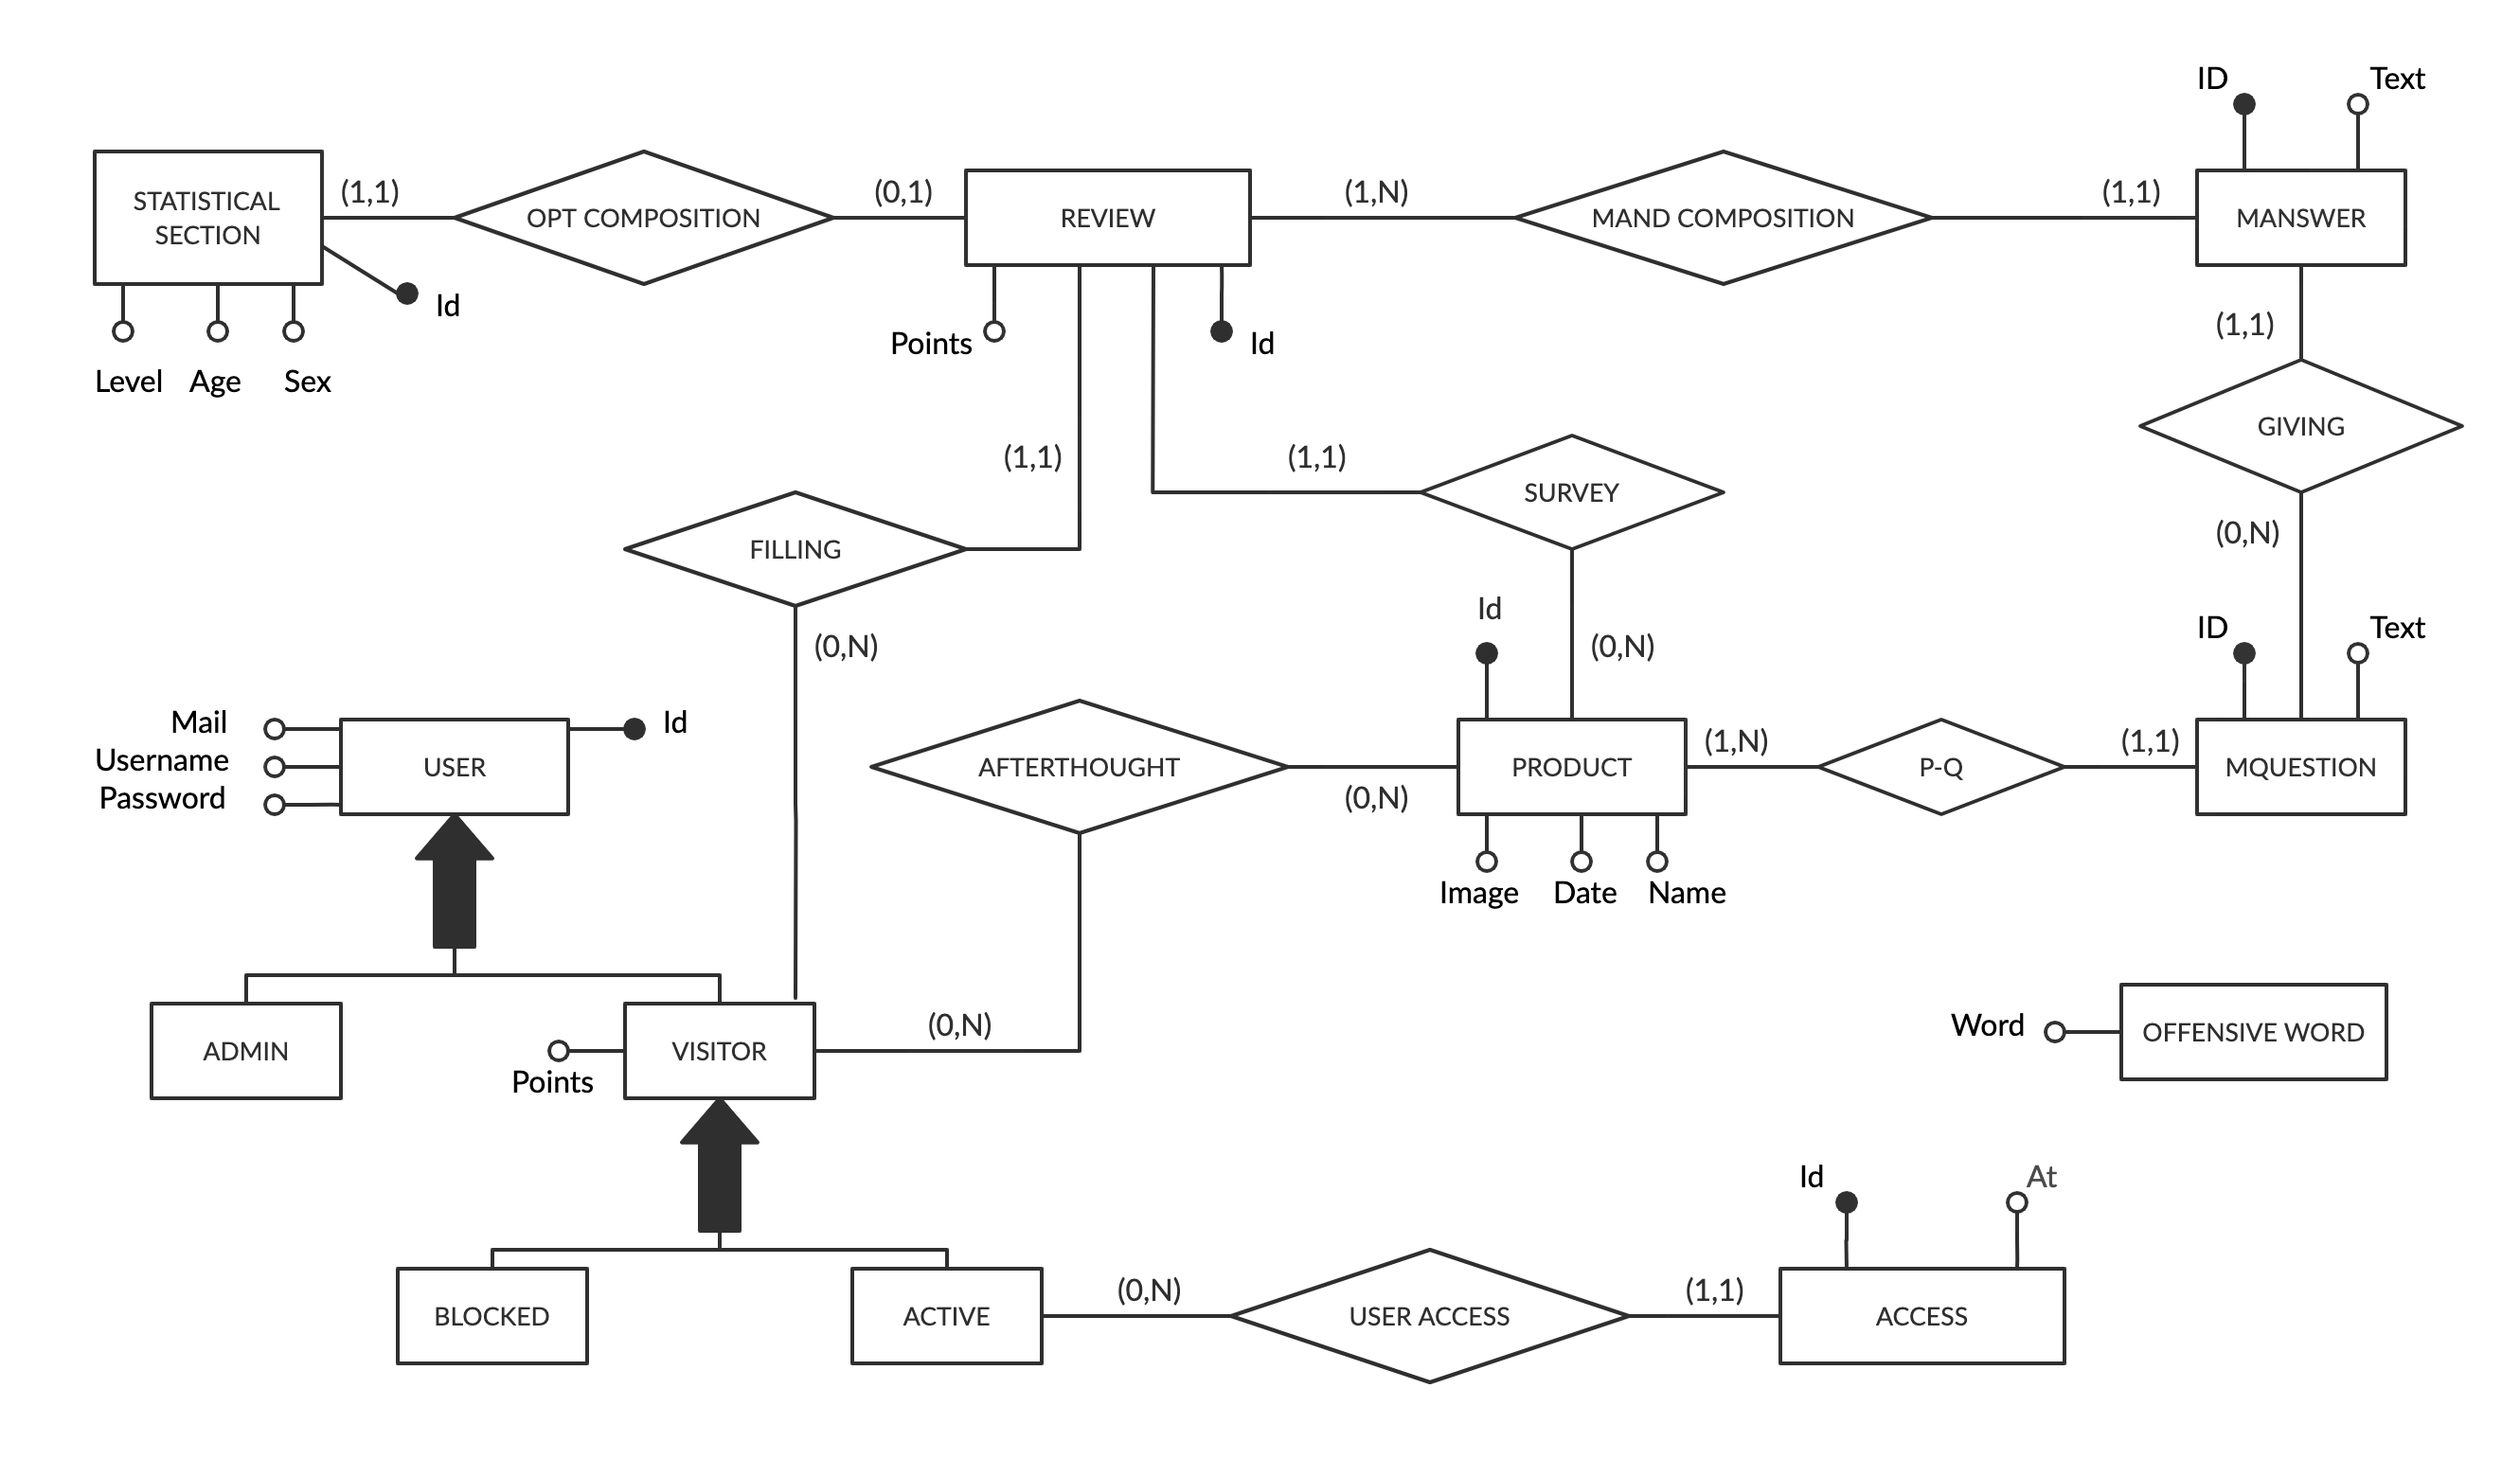 ID
Text
STATISTICAL
SECTION
(1,1)
OPT COMPOSITION
(0,1)
REVIEW
(1,N)
MAND COMPOSITION
(1,1)
MANSWER
Id
Level
Age
Sex
Points
Id
(1,1)
GIVING
(1,1)
(1,1)
SURVEY
FILLING
(0,N)
(0,N)
(0,N)
Id
ID
Text
Mail
Username
Password
USER
Id
AFTERTHOUGHT
(0,N)
PRODUCT
(1,N)
P-Q
(1,1)
MQUESTION
Image
Date
Name
ADMIN
Points
VISITOR
(0,N)
Word
OFFENSIVE WORD
Id
At
BLOCKED
ACTIVE
(0,N)
USER ACCESS
(1,1)
ACCESS